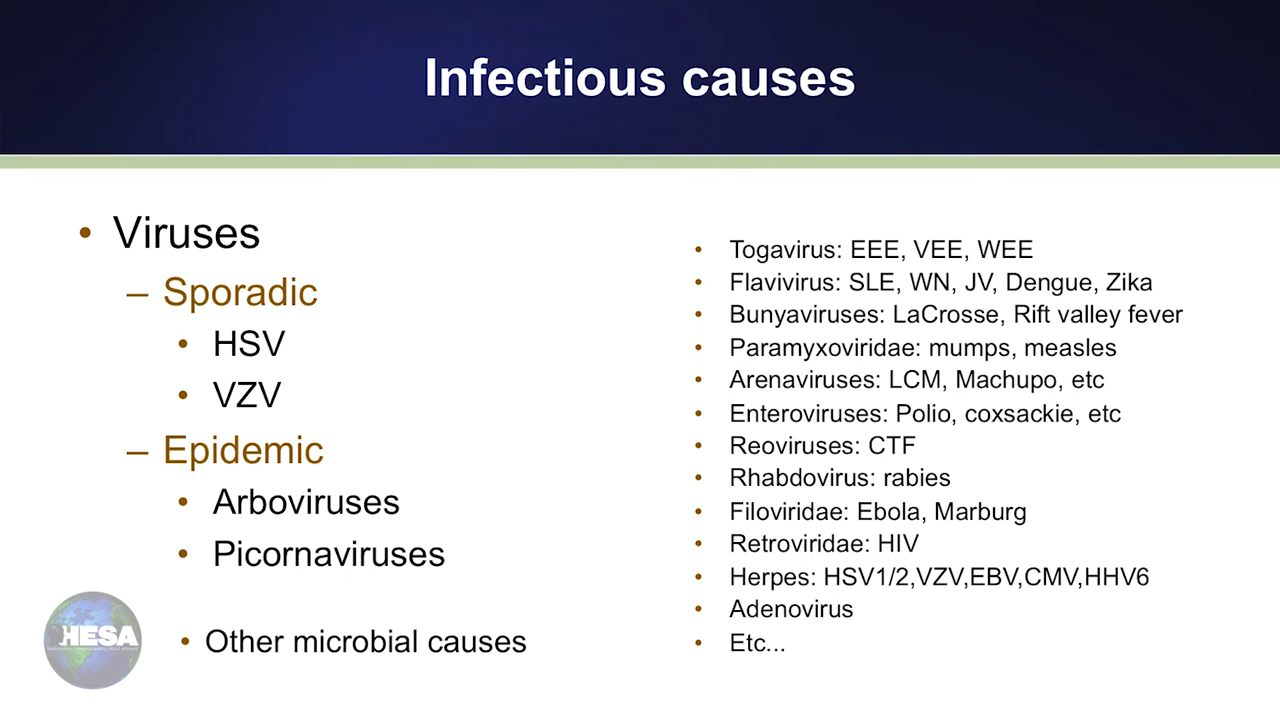 Infectious causes
• Viruses
– Sporadic
• HSV
• VZV
– Epidemic
• Arboviruses
• Picornaviruses
• Other microbial causes
• Togavirus: EEE, VEE, WEE
• Flavivirus: SLE, WN, JV, Dengue, Zika
• Bunyaviruses: LaCrosse, Rift valley fever
• Paramyxoviridae: mumps, measles
• Arenaviruses: LCM, Machupo, etc
• Enteroviruses: Polio, coxsackie, etc
• Reoviruses: CTF
• Rhabdovirus: rabies
• Filoviridae: Ebola, Marburg
• Retroviridae: HIV
• Herpes: HSV1/2,VZV,EBV,CMV,HHV6
• Adenovirus
• Etc...
HESA